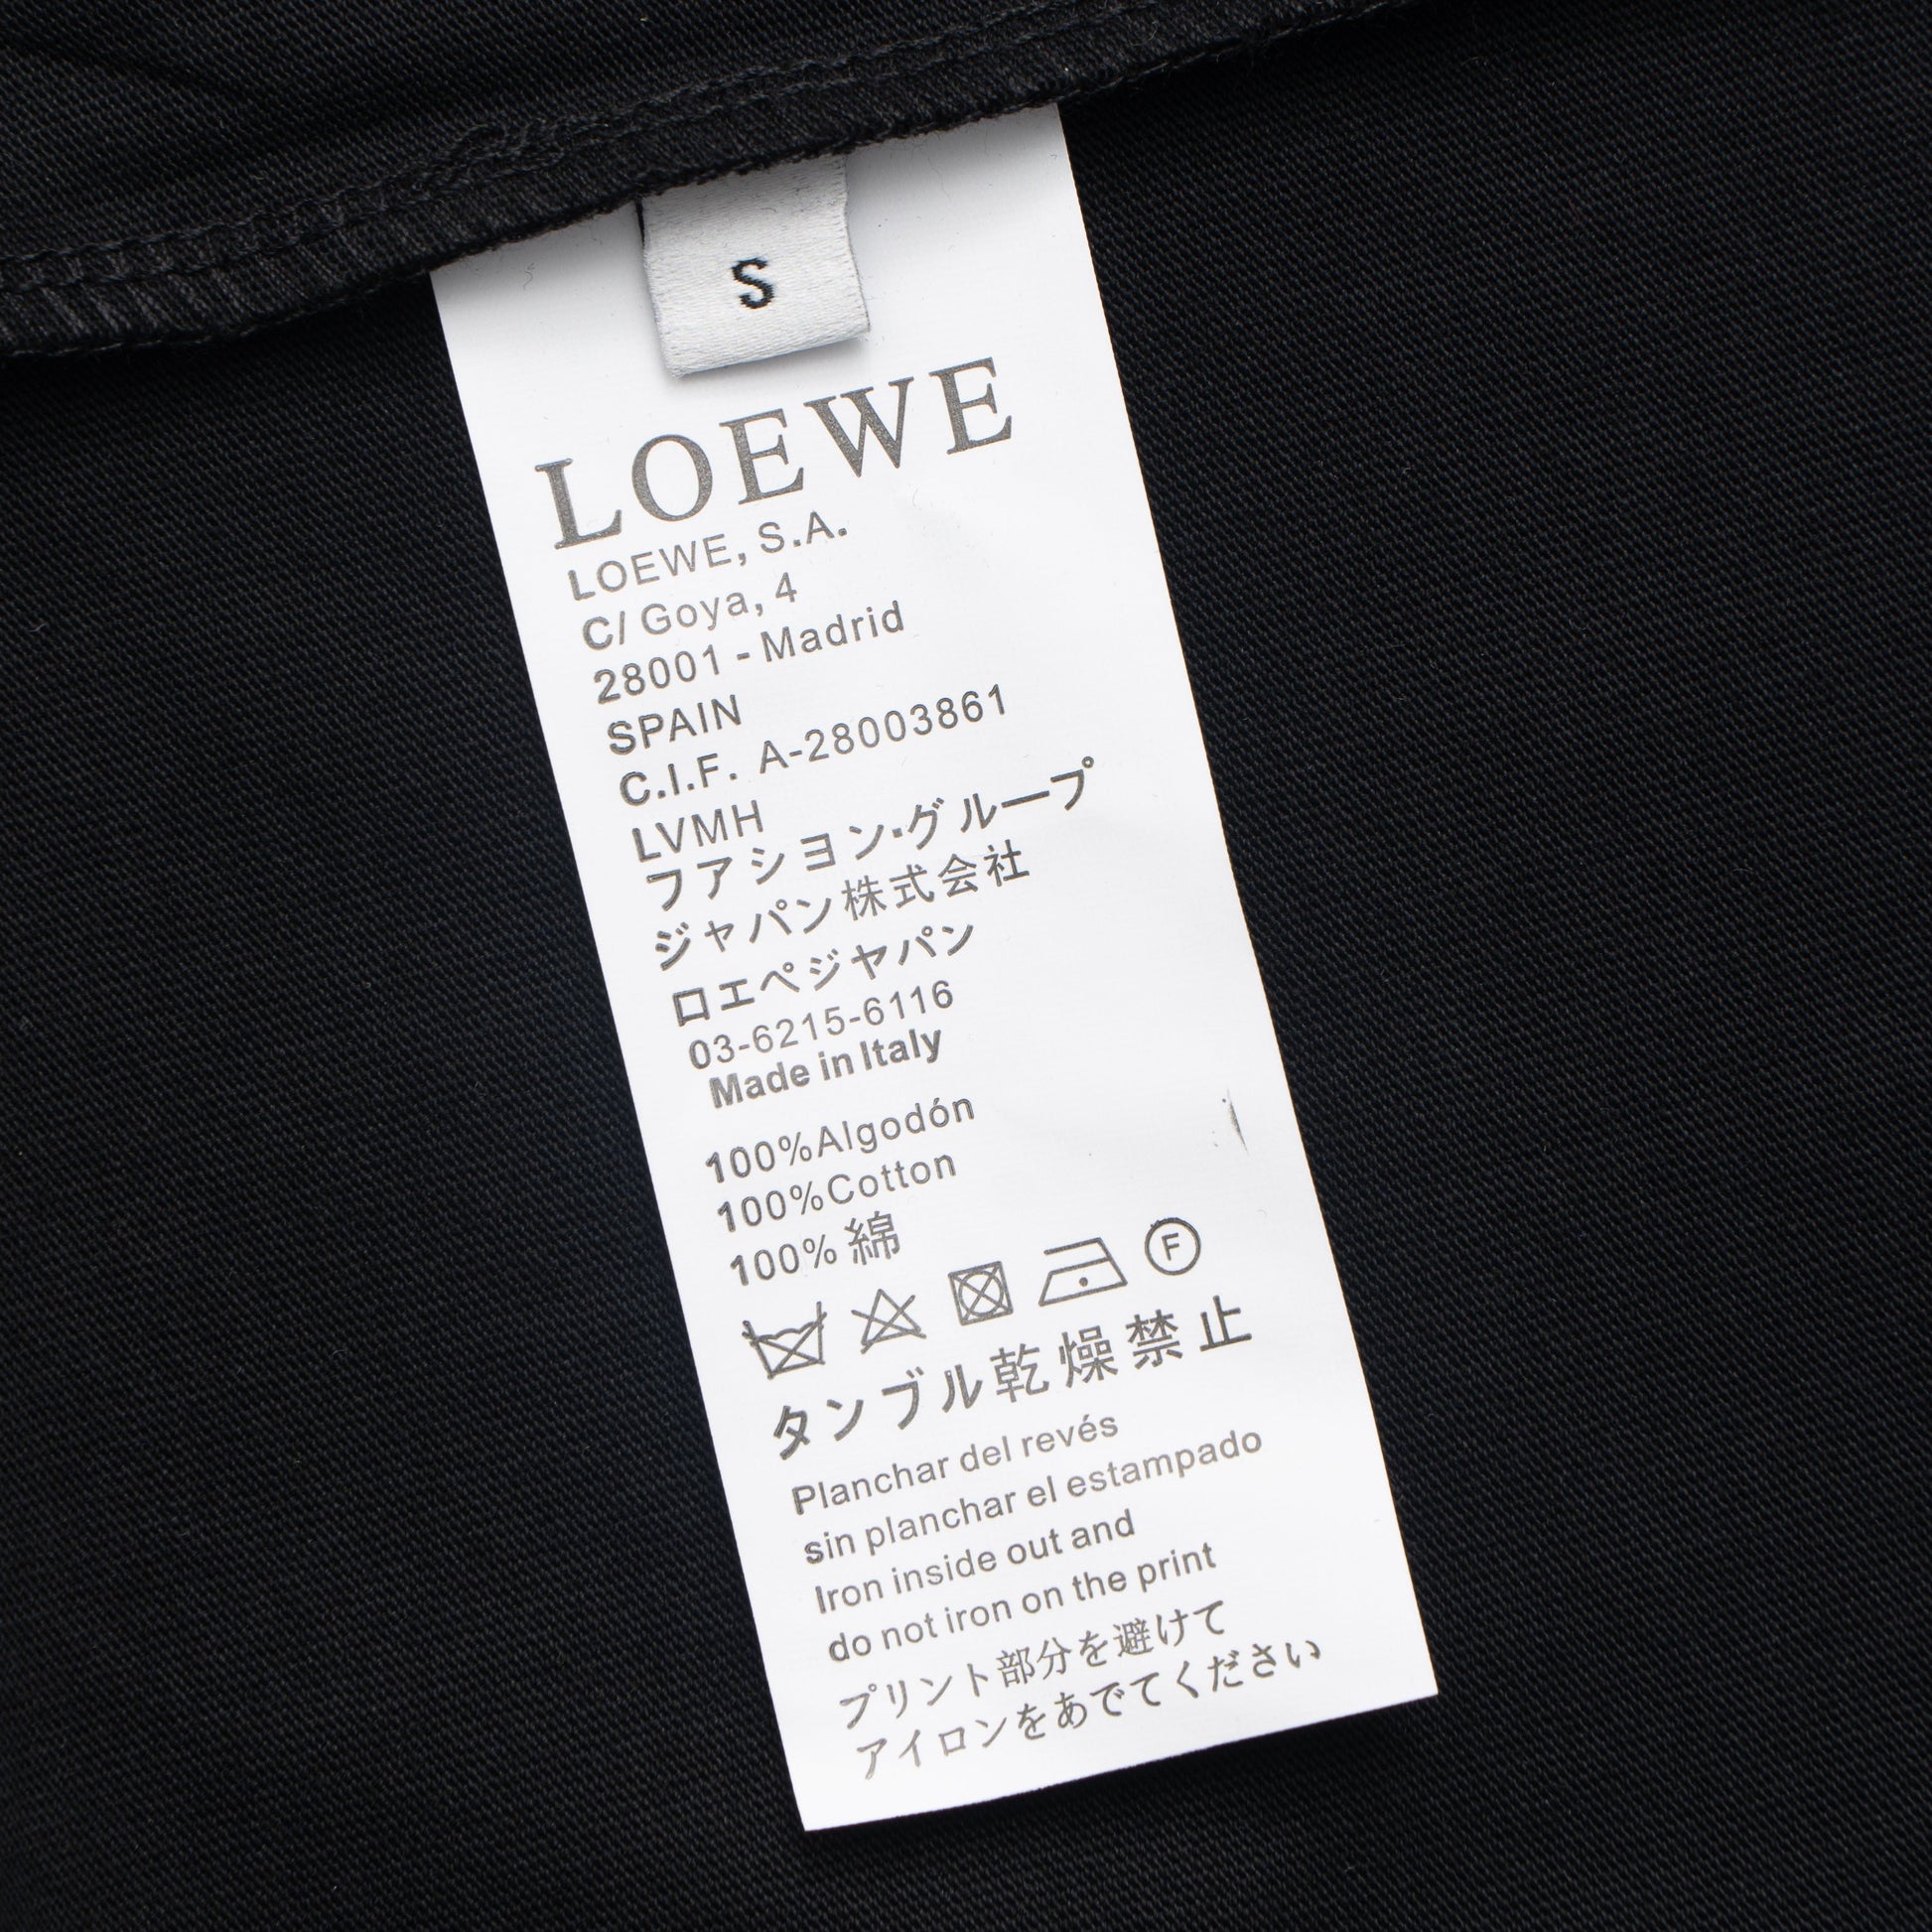 S
LOEWE
LOEWE, S.A.
C/ Goya, 4
28001 - Madrid
SPAIN
C.I.F. A-28003861
LVMH
フアシヨン・グループ
ジャパン株式会社
ロエベジヤパン
03-6215-6116
Made in Italy
100%Algodón
100%Cotton
100%綿
F
タンブル乾燥禁止
Planchar del revés
sin planchar el estampado
Iron inside out and
do not iron on the print
プリント部分を避けて
アイロンをあでてください